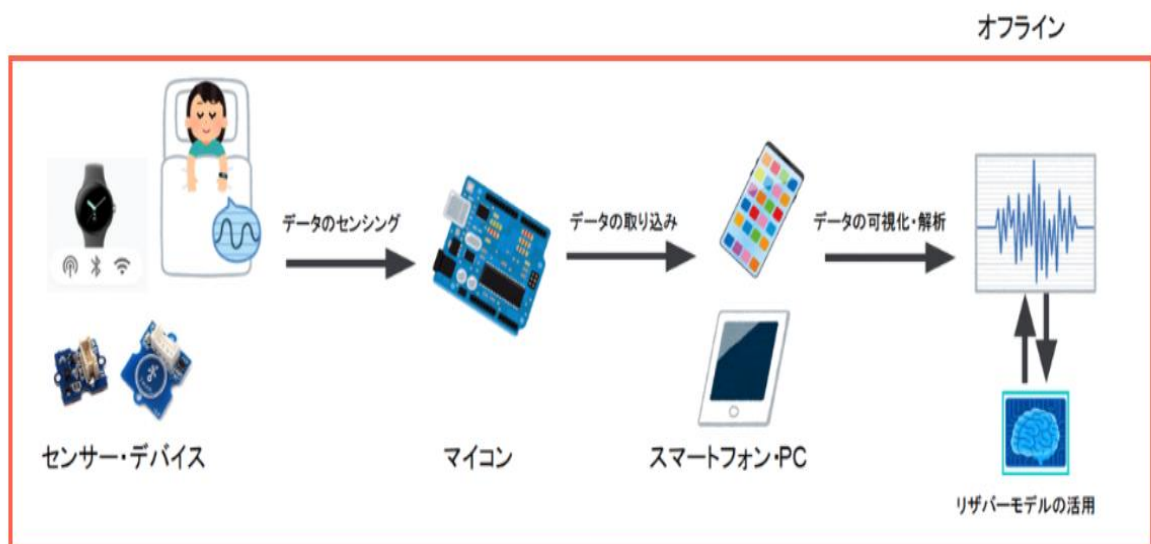 オフライン
データのセンシング
データの取り込み
データの可視化・解析
センサー・デバイス
マイコン
スマートフォン・PC
リザバーモデルの活用